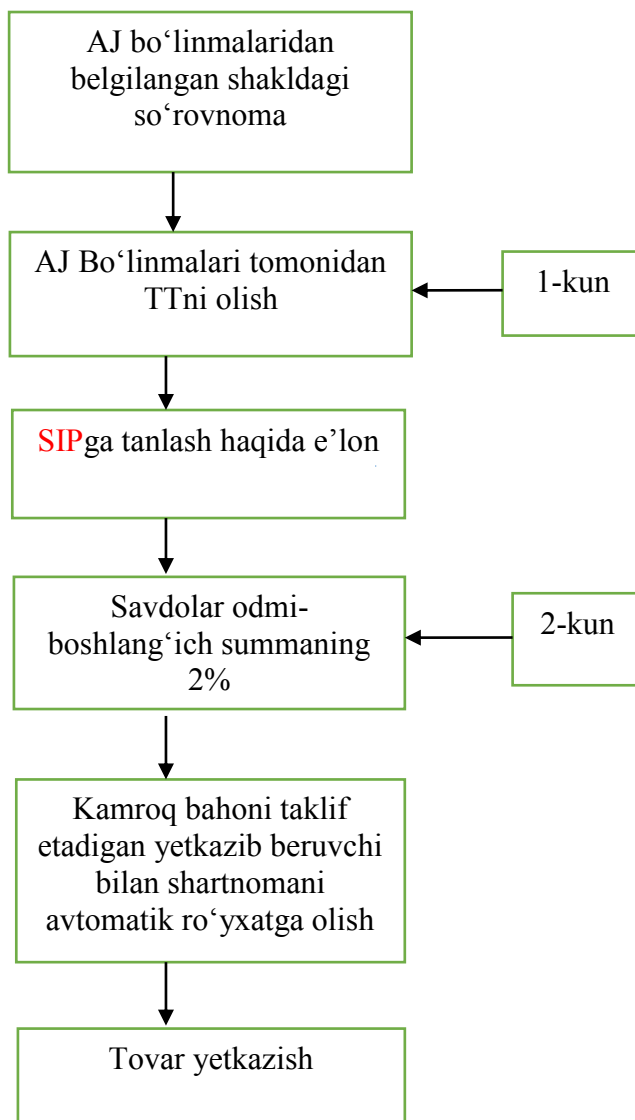 AJ bo‘linmalaridan
belgilangan shakldagi
so‘rovnoma
AJ Bo‘linmalari tomonidan
TTni olish
1-kun
SIPga tanlash haqida e’lon
Savdolar odmi-
boshlang‘ich summaning
2%
2-kun
Kamroq bahoni taklif
etadigan yetkazib beruvchi
bilan shartnomani
avtomatik ro‘yxatga olish
Tovar yetkazish